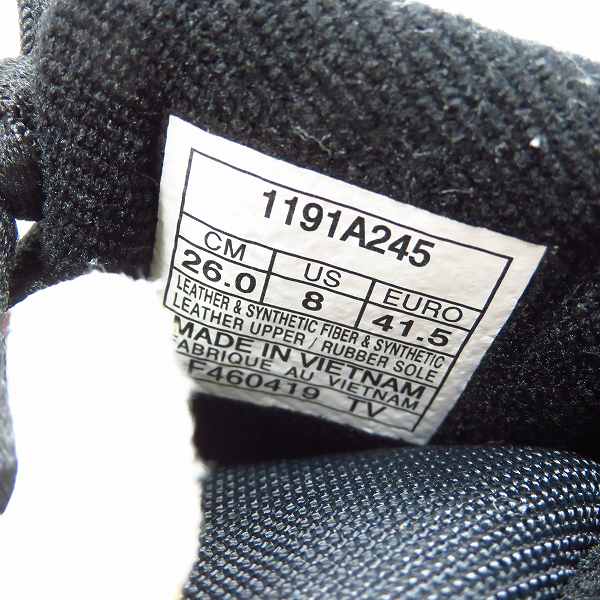 1191A245
CM US EURO
26.0 8 41.5
LEATHER & SYNTHETIC FIBER & SYNTHETIC
LEATHER UPPER / RUBBER SOLE
MADE IN VIETNAM
FABRIQUE AU VIETNAM
F460419 TV